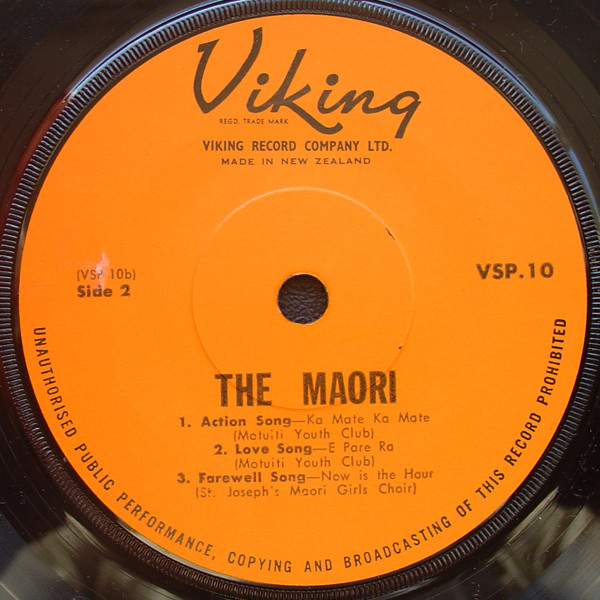 Viking
REGD. TRADE MARK
VIKING RECORD COMPANY LTD.
MADE IN NEW ZEALAND
(VSP 10b)
Side 2
VSP.10
THE MAORI
1. Action Song—Ka Mate Ka Mate
(Motuiti Youth Club)
2. Love Song—E Pare Ra
(Motuiti Youth Club)
3. Farewell Song—Now is the Hour
(St. Joseph's Maori Girls Choir)
UNAUTHORISED PUBLIC PERFORMANCE, COPYING AND BROADCASTING OF THIS RECORD PROHIBITED